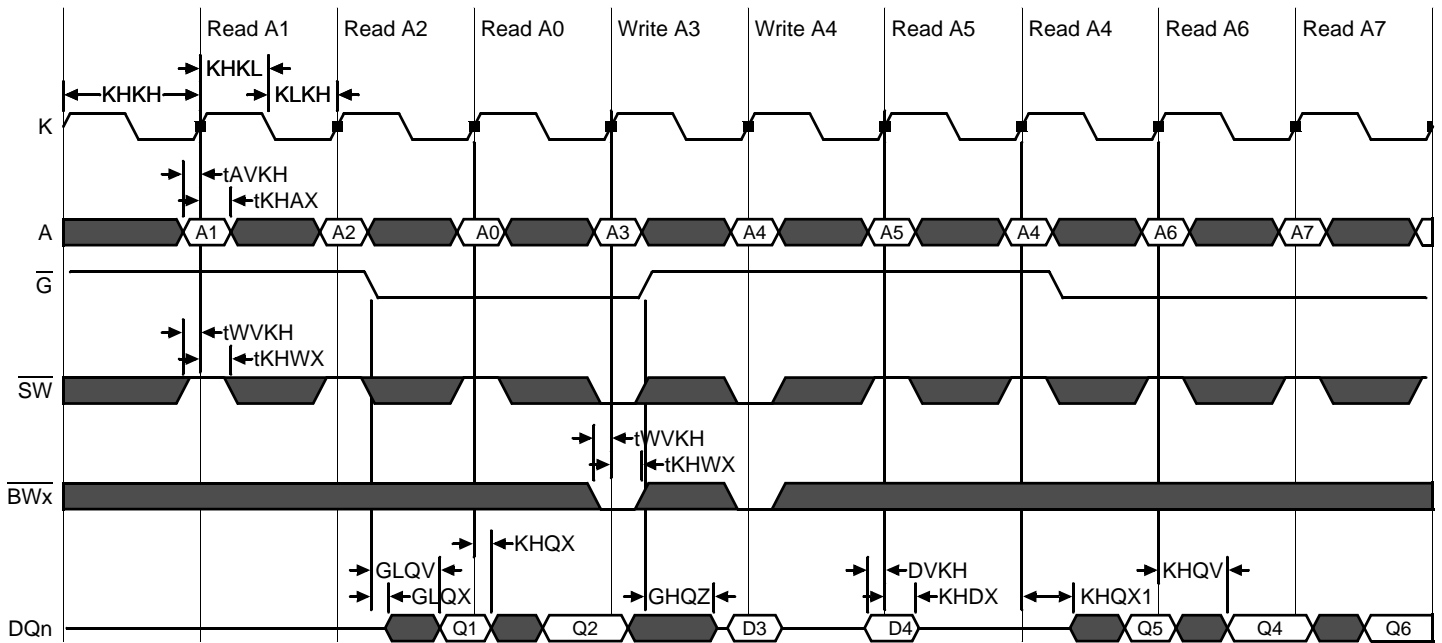 Read A1 Read A2 Read A0 Write A3 Write A4 Read A5 Read A4 Read A6 Read A7
KHKL
KHKH KLKH
K
tAVKH
tKHAX
A A1 A2 A0 A3 A4 A5 A4 A6 A7
G
tWVKH
tKHWX
SW
tWVKH
tKHWX
BWx
KHQX
GLQV DVKH KHQV
GLQX GHQZ KHDX KHQX1
DQn Q1 Q2 D3 D4 Q5 Q4 Q6